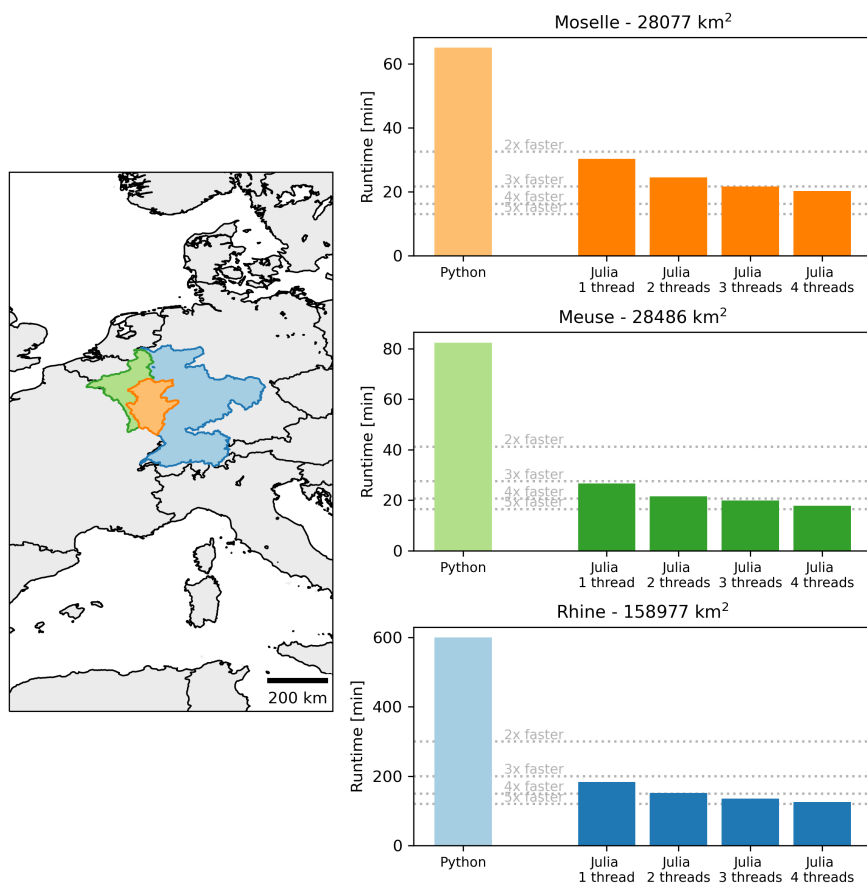 200 km
Moselle - 28077 km²
Runtime [min]
60
40
20
0
2x faster
3x faster
4x faster
5x faster
Python
Julia
1 thread
Julia
2 threads
Julia
3 threads
Julia
4 threads
Meuse - 28486 km²
Runtime [min]
80
60
40
20
0
2x faster
3x faster
4x faster
5x faster
Python
Julia
1 thread
Julia
2 threads
Julia
3 threads
Julia
4 threads
Rhine - 158977 km²
Runtime [min]
600
400
200
0
2x faster
3x faster
4x faster
5x faster
Python
Julia
1 thread
Julia
2 threads
Julia
3 threads
Julia
4 threads